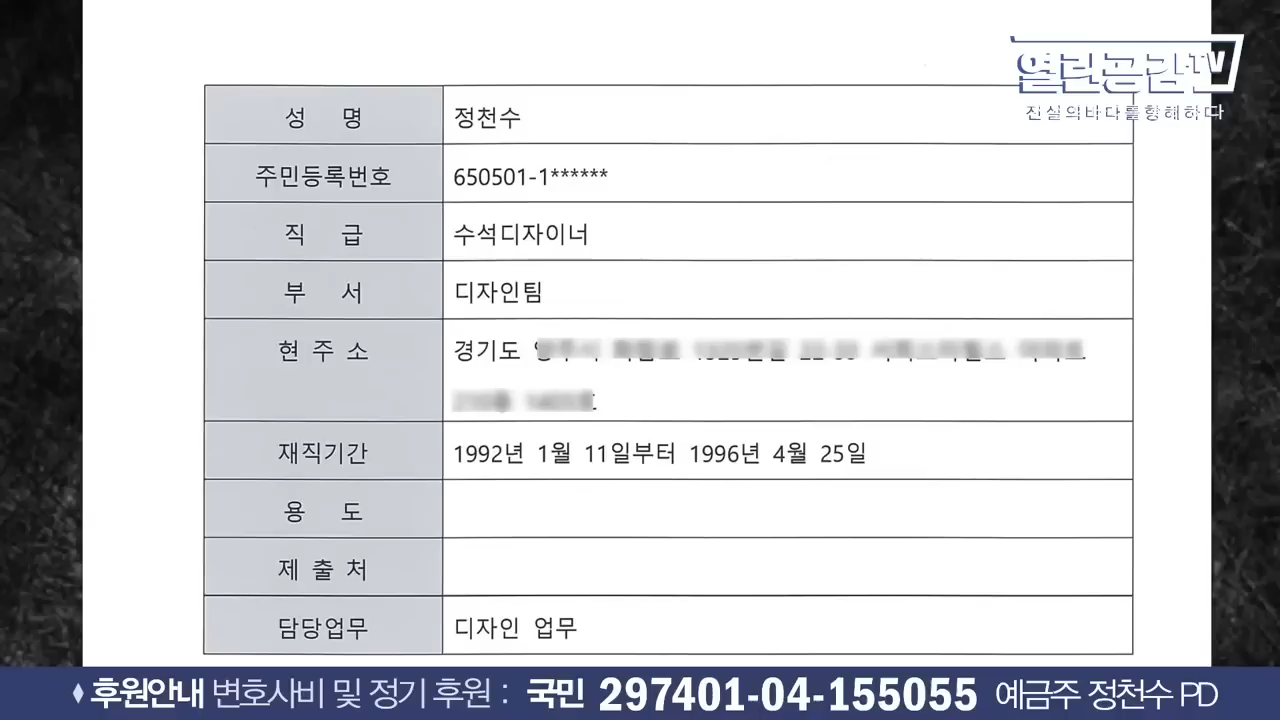 열린공감TV
진실의바다를항해하다
성 명 정천수
주민등록번호 650501-1******
직 급 수석디자이너
부 서 디자인팀
현 주 소 경기도
재직기간 1992년 1월 11일부터 1996년 4월 25일
용 도
제 출 처
담당업무 디자인 업무
♦ 후원안내 변호사비 및 정기 후원 : 국민 297401-04-155055 예금주 정천수 PD